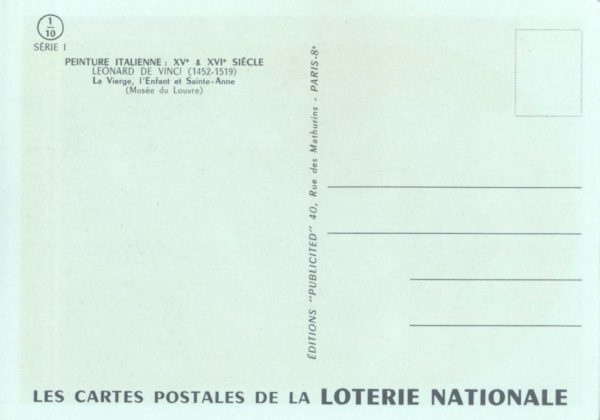 1
10
SÉRIE I
PEINTURE ITALIENNE : XVᵉ & XVIᵉ SIÈCLE
LEONARD DE VINCI (1452-1519)
La Vierge, l'Enfant et Sainte-Anne
(Musée du Louvre)
ÉDITIONS "PUBLICITED" 40, Rue des Mathurins - PARIS-8ᵉ
LES CARTES POSTALES DE LA LOTERIE NATIONALE